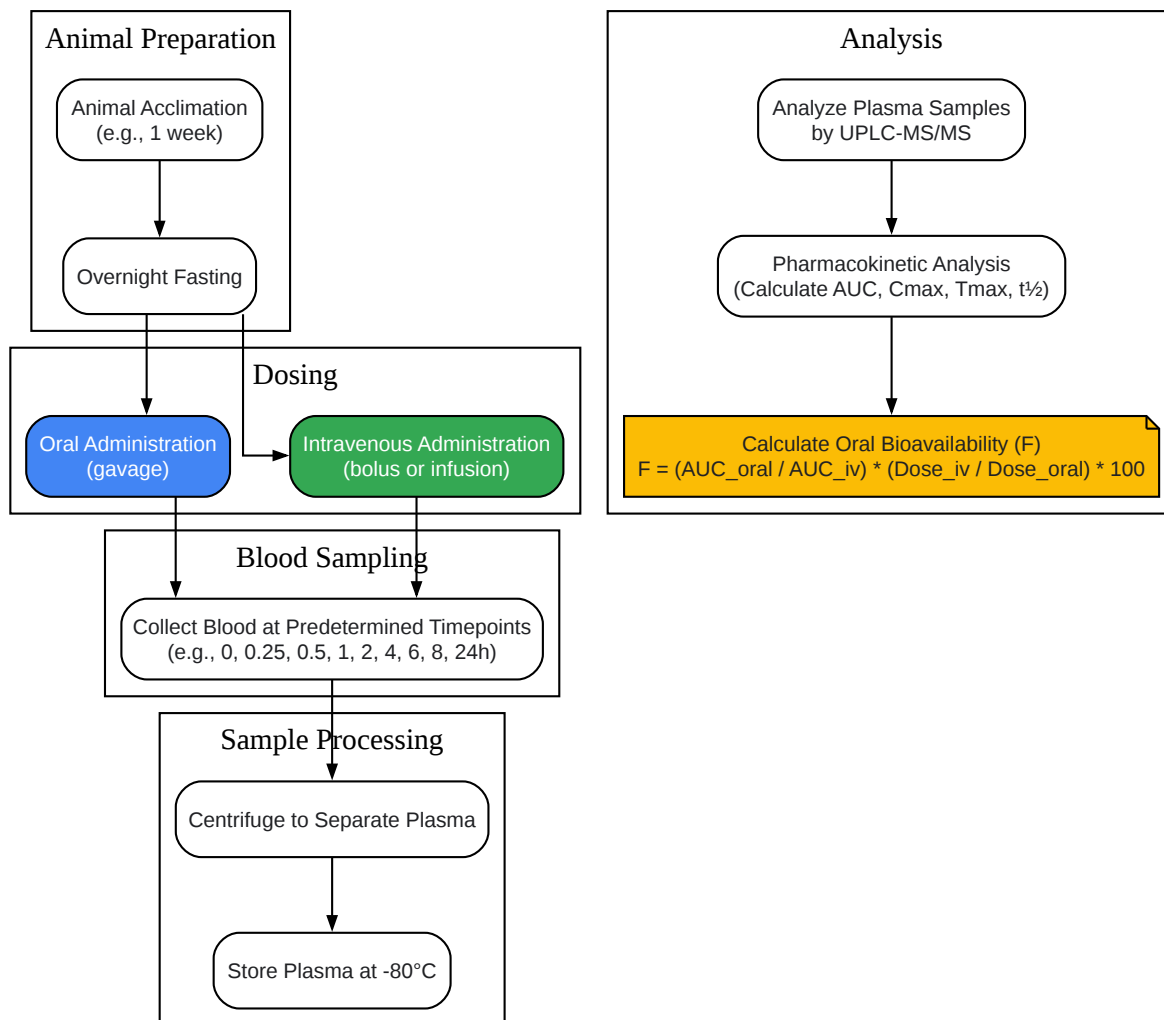 Animal Preparation
Animal Acclimation
(e.g., 1 week)
Overnight Fasting
Dosing
Oral Administration
(gavage)
Intravenous Administration
(bolus or infusion)
Blood Sampling
Collect Blood at Predetermined Timepoints
(e.g., 0, 0.25, 0.5, 1, 2, 4, 6, 8, 24h)
Sample Processing
Centrifuge to Separate Plasma
Store Plasma at -80°C
Analysis
Analyze Plasma Samples
by UPLC-MS/MS
Pharmacokinetic Analysis
(Calculate AUC, Cmax, Tmax, t½)
Calculate Oral Bioavailability (F)
F = (AUC_oral / AUC_iv) * (Dose_iv / Dose_oral) * 100